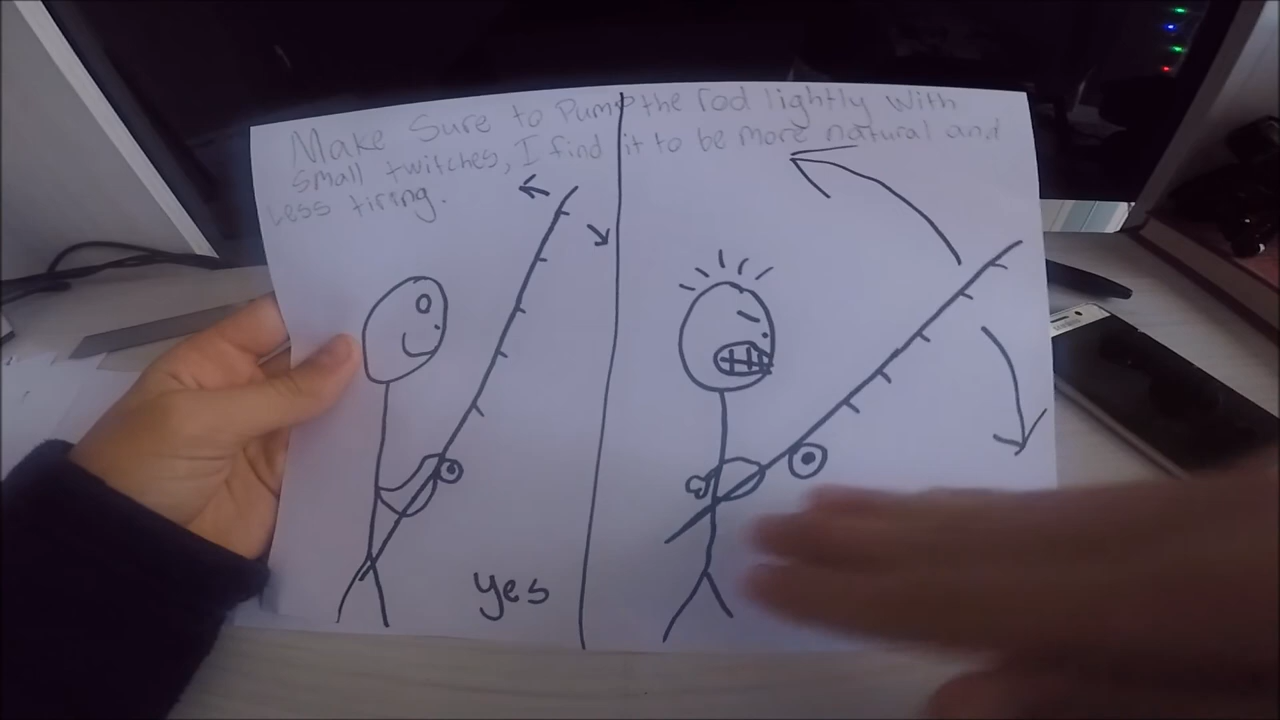 Make Sure to Pump the rod lightly with
small twitches, I find it to be more natural and
Less tiring.
yes